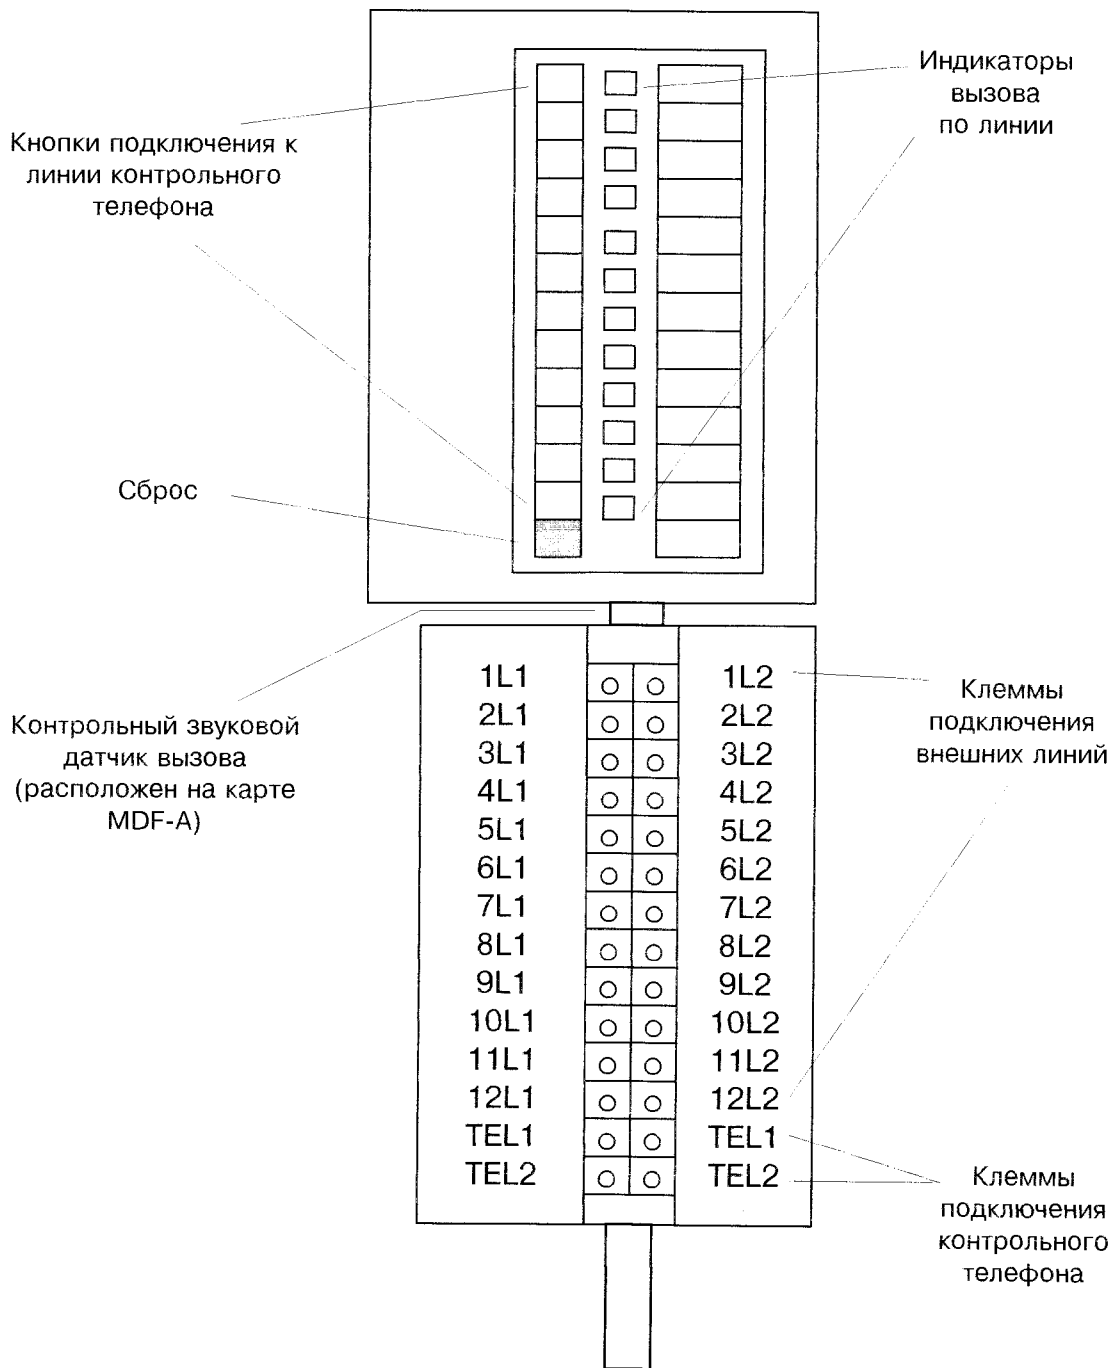 Индикаторы
вызова
по линии
Кнопки подключения к
линии контрольного
телефона
Сброс
Контрольный звуковой
датчик вызова
(расположен на карте
MDF-A)
1L1 1L2
2L1 2L2
3L1 3L2
4L1 4L2
5L1 5L2
6L1 6L2
7L1 7L2
8L1 8L2
9L1 9L2
10L1 10L2
11L1 11L2
12L1 12L2
TEL1 TEL1
TEL2 TEL2
Клеммы
подключения
внешних линий
Клеммы
подключения
контрольного
телефона